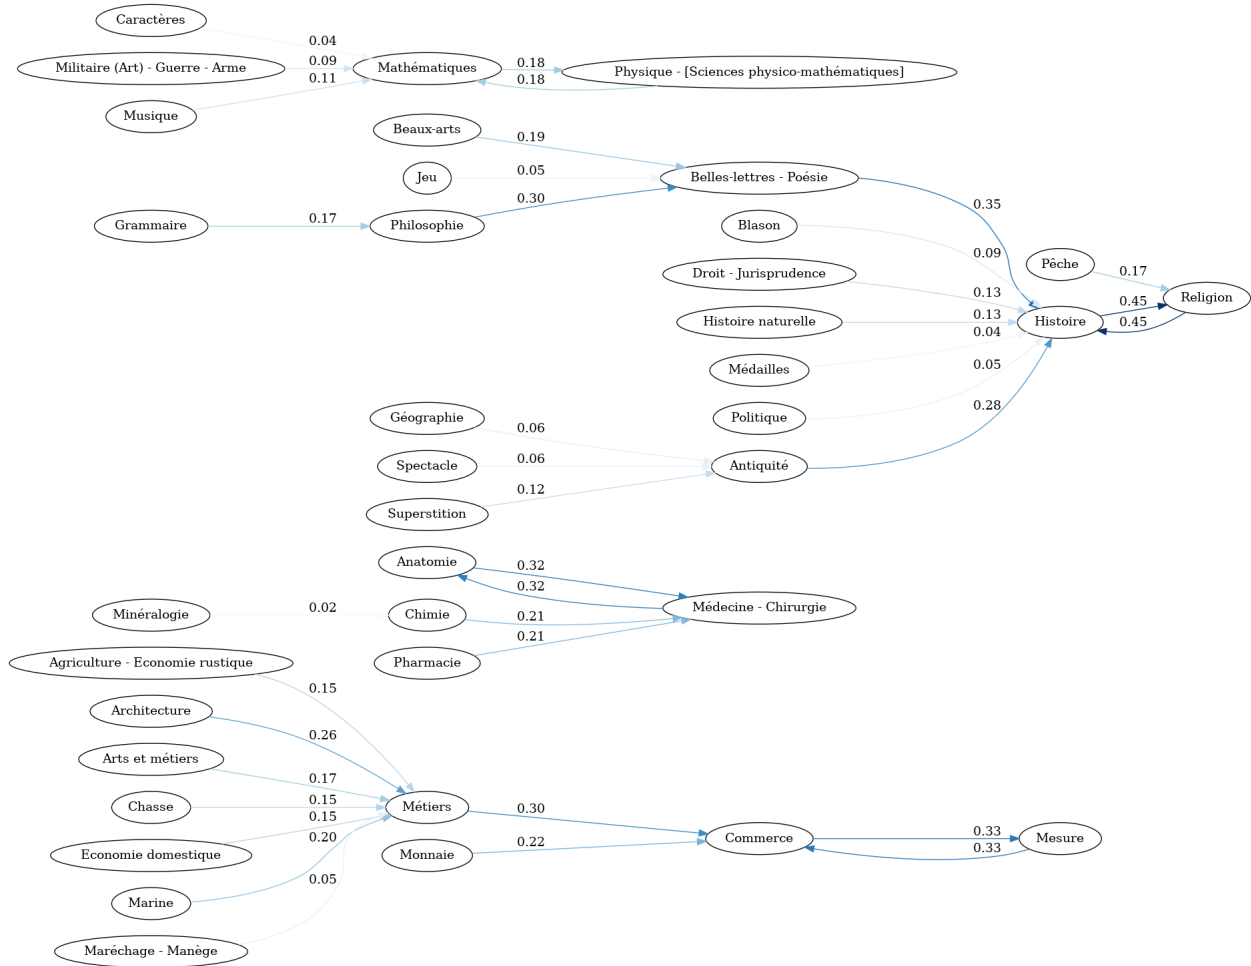 Caractères
0.04
Militaire (Art) - Guerre - Arme
0.09
Mathématiques
0.18
Physique - [Sciences physico-mathématiques]
0.18
0.11
Musique
Beaux-arts
0.19
Jeu
0.05
Belles-lettres - Poésie
0.30
0.35
Grammaire
0.17
Philosophie
Blason
0.09
Droit - Jurisprudence
0.13
Pêche
0.17
Religion
Histoire naturelle
0.13
Histoire
0.45
0.45
0.04
Médailles
0.05
Politique
0.28
Géographie
0.06
Spectacle
0.06
Antiquité
0.12
Superstition
Anatomie
0.32
0.32
Médecine - Chirurgie
Minéralogie
0.02
Chimie
0.21
0.21
Pharmacie
Agriculture - Economie rustique
0.15
Architecture
0.26
Arts et métiers
0.17
Chasse
0.15
Métiers
0.30
0.15
Economie domestique
0.20
Monnaie
0.22
Commerce
0.33
0.33
Mesure
Marine
0.05
Maréchage - Manège